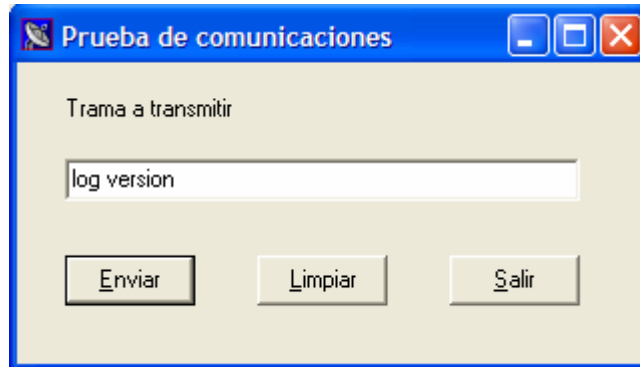 Prueba de comunicaciones
Trama a transmitir
log version
Enviar Limpiar Salir